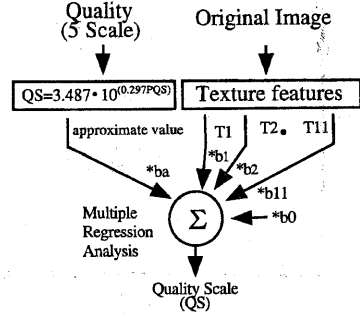 Quality
(5 Scale)
Original Image
QS=3.487•10(0.297PQS)
Texture features
approximate value
T1
T2. T11
*b1
*b2
*ba
*b11
Σ
*b0
Multiple
Regression
Analysis
Quality Scale
(QS)